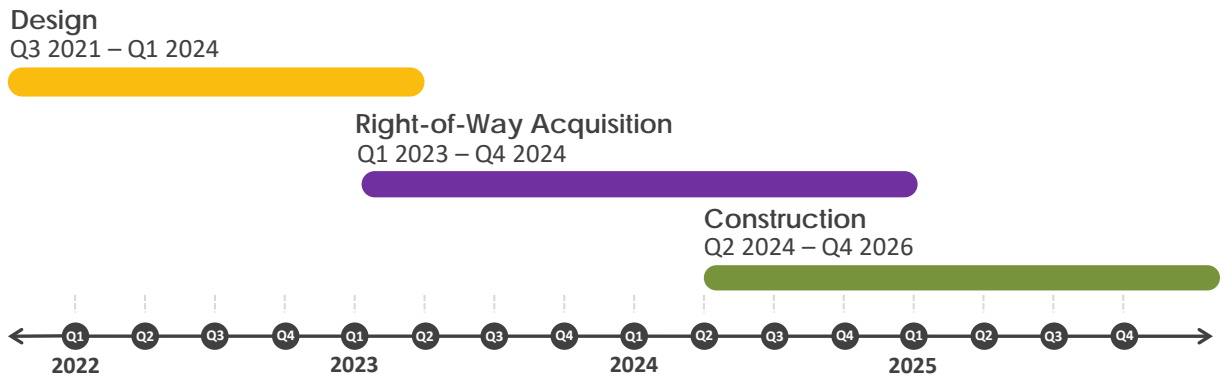 Design
Q3 2021 – Q1 2024
Right-of-Way Acquisition
Q1 2023 – Q4 2024
Construction
Q2 2024 – Q4 2026
Q1 Q2 Q3 Q4 Q1 Q2 Q3 Q4 Q1 Q2 Q3 Q4 Q1 Q2 Q3 Q4
2022 2023 2024 2025